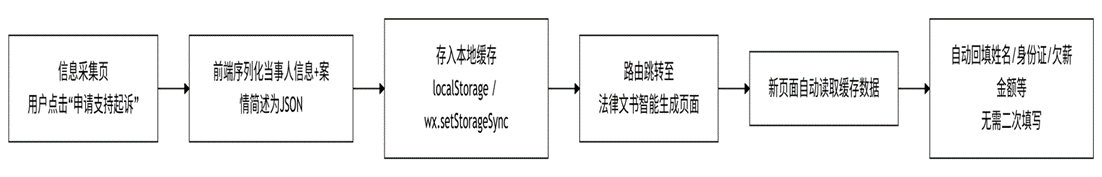 信息采集页
用户点击“申请支持起诉”
前端序列化当事人信息+案
情简述为JSON
存入本地缓存
localStorage /
wx.setStorageSync
路由跳转至
法律文书智能生成页面
新页面自动读取缓存数据
自动回填姓名/身份证/欠薪
金额等
无需二次填写